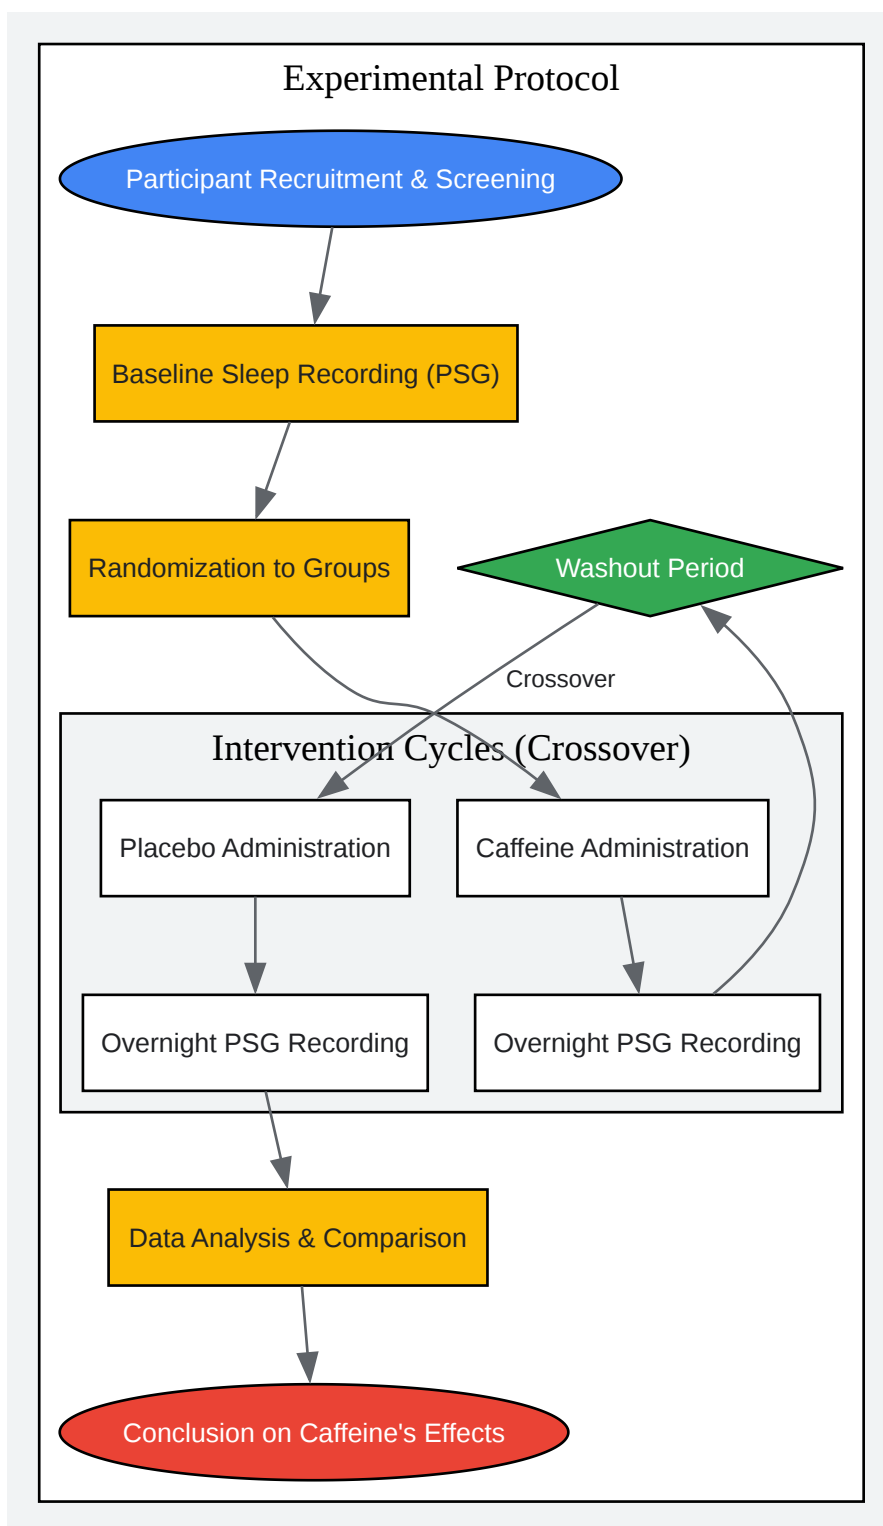 Experimental Protocol
Participant Recruitment & Screening
Baseline Sleep Recording (PSG)
Randomization to Groups
Washout Period
Crossover
Intervention Cycles (Crossover)
Placebo Administration
Caffeine Administration
Overnight PSG Recording
Overnight PSG Recording
Data Analysis & Comparison
Conclusion on Caffeine's Effects